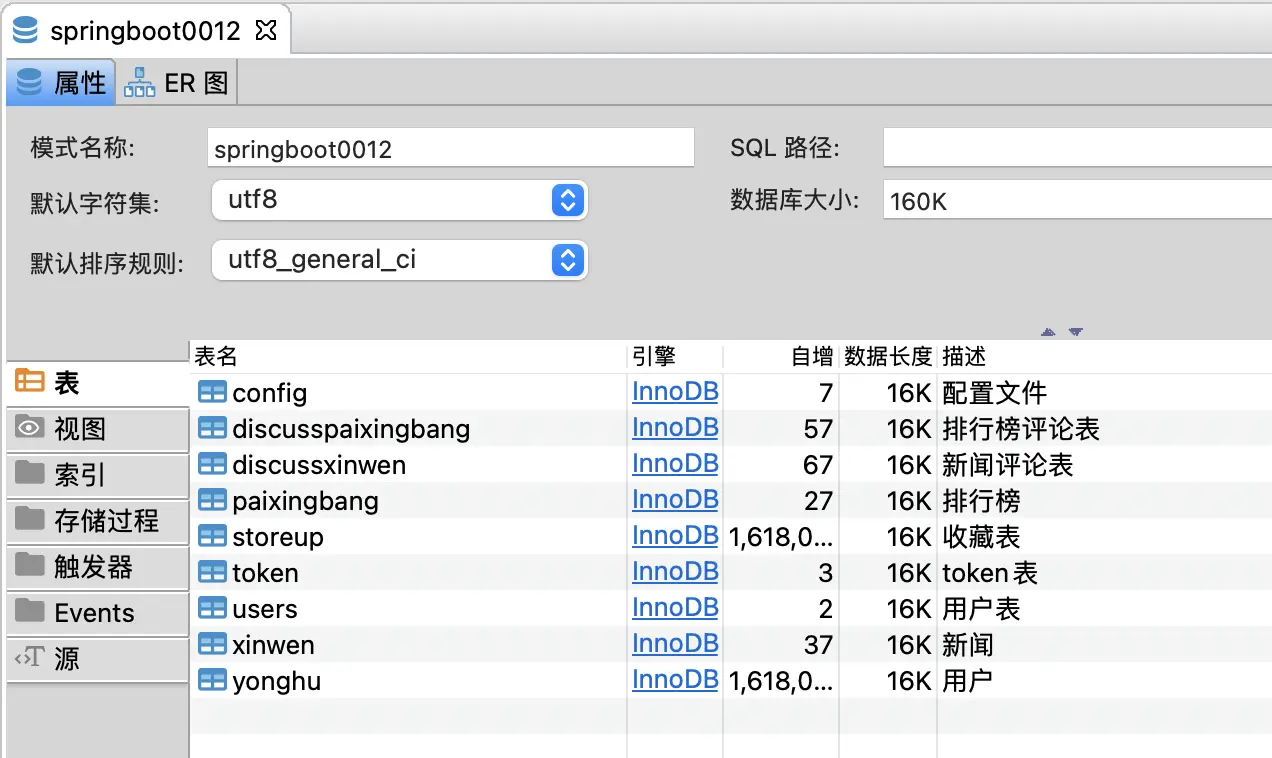 springboot0012
属性 ER 图
模式名称: springboot0012 SQL 路径:
默认字符集: utf8 数据库大小: 160K
默认排序规则: utf8_general_ci
表名 引擎 自增 数据长度 描述
表
视图
索引
存储过程
触发器
Events
源
config InnoDB 7 16K 配置文件
discusspaixingbang InnoDB 57 16K 排行榜评论表
discussxinwen InnoDB 67 16K 新闻评论表
paixingbang InnoDB 27 16K 排行榜
storeup InnoDB 1,618,0... 16K 收藏表
token InnoDB 3 16K token表
users InnoDB 2 16K 用户表
xinwen InnoDB 37 16K 新闻
yonghu InnoDB 1,618,0... 16K 用户